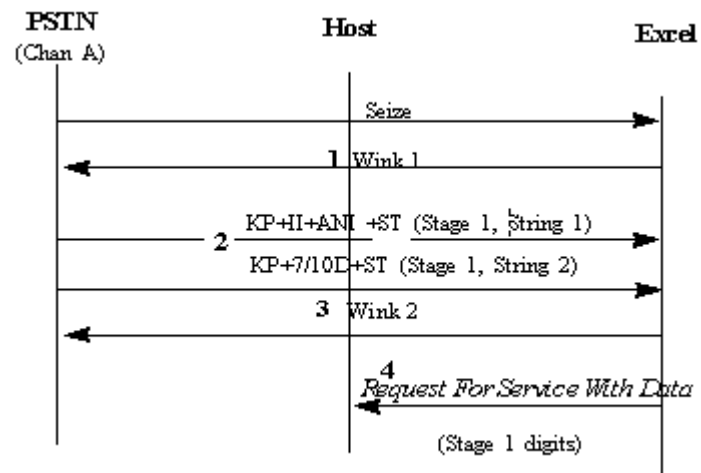 PSTN
(Chan A)
Host
Excel
Seize
1 Wink 1
KP+II+ANI +ST (Stage 1, String 1)
2
KP+7/10D+ST (Stage 1, String 2)
3 Wink 2
4
Request For Service With Data
(Stage 1 digits)